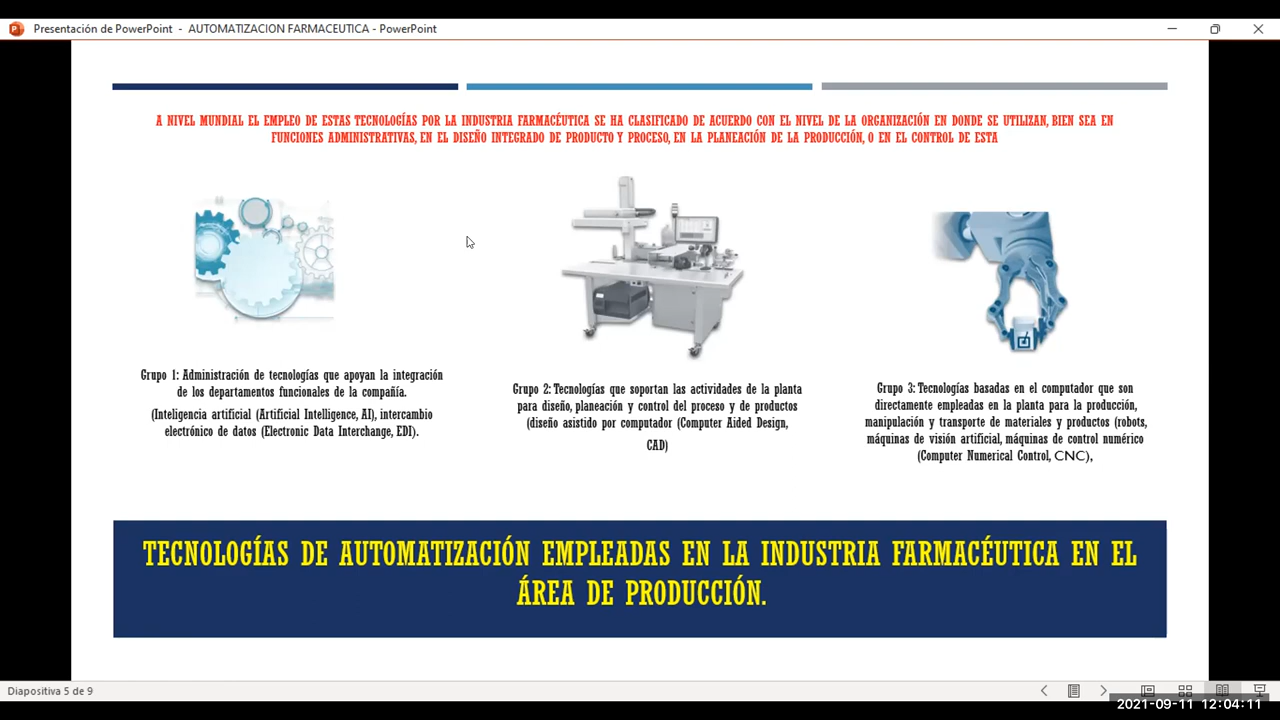 Presentación de PowerPoint - AUTOMATIZACION FARMACEUTICA - PowerPoint
A NIVEL MUNDIAL EL EMPLEO DE ESTAS TECNOLOGÍAS POR LA INDUSTRIA FARMACÉUTICA SE HA CLASIFICADO DE ACUERDO CON EL NIVEL DE LA ORGANIZACIÓN EN DONDE SE UTILIZAN, BIEN SEA EN
FUNCIONES ADMINISTRATIVAS, EN EL DISEÑO INTEGRADO DE PRODUCTO Y PROCESO, EN LA PLANEACIÓN DE LA PRODUCCIÓN, O EN EL CONTROL DE ESTA
Grupo 1: Administración de tecnologías que apoyan la integración
de los departamentos funcionales de la compañía.
(Inteligencia artificial (Artificial Intelligence, AI), intercambio
electrónico de datos (Electronic Data Interchange, EDI).
Grupo 2: Tecnologías que soportan las actividades de la planta
para diseño, planeación y control del proceso y de productos
(diseño asistido por computador (Computer Aided Design,
CAD)
Grupo 3: Tecnologías basadas en el computador que son
directamente empleadas en la planta para la producción,
manipulación y transporte de materiales y productos (robots,
máquinas de visión artificial, máquinas de control numérico
(Computer Numerical Control, CNC),
TECNOLOGÍAS DE AUTOMATIZACIÓN EMPLEADAS EN LA INDUSTRIA FARMACÉUTICA EN EL
ÁREA DE PRODUCCIÓN.
Diapositiva 5 de 9
2021-09-11 12:04:11